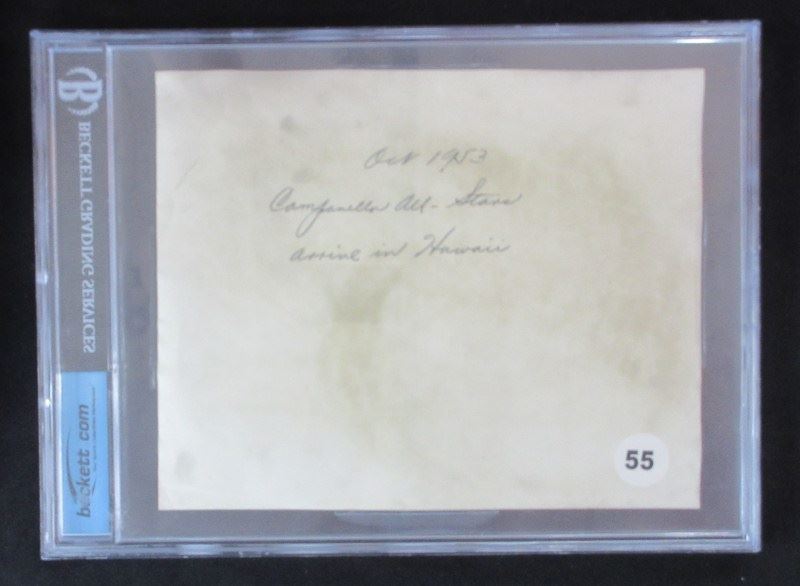 Oct 1953
Campanella All-Stars
arrive in Hawaii
55
B
BECKETT GRADING SERVICES
beckett.com